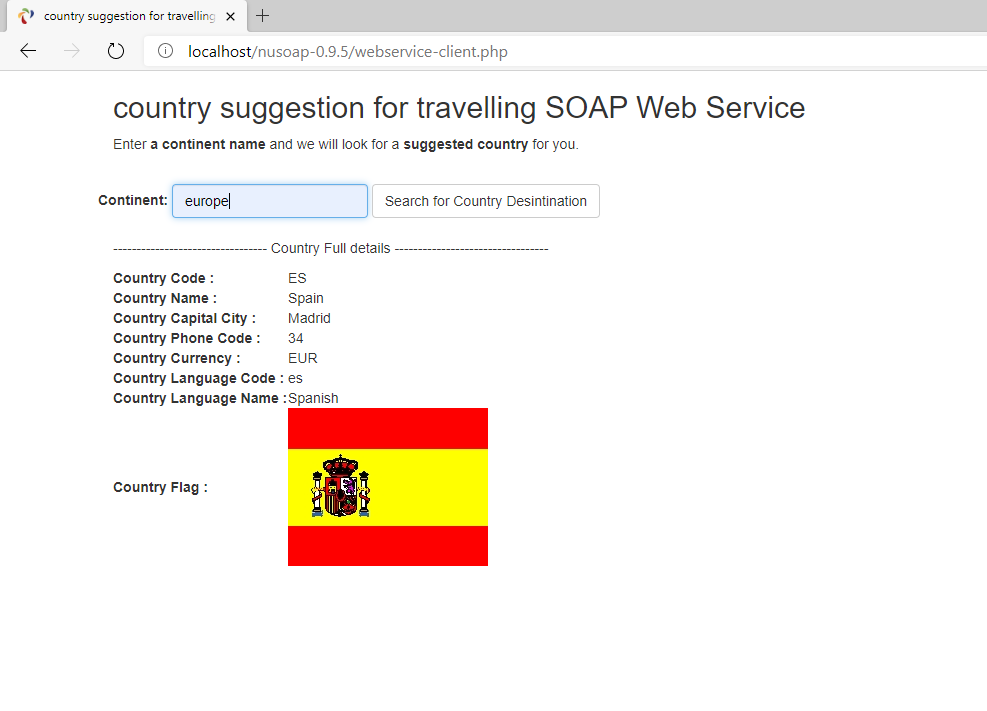 country suggestion for travelling
localhost/nusoap-0.9.5/webservice-client.php
country suggestion for travelling SOAP Web Service
Enter a continent name and we will look for a suggested country for you.
Continent: europe Search for Country Desintination
--------------------------------- Country Full details ---------------------------------
Country Code : ES
Country Name : Spain
Country Capital City : Madrid
Country Phone Code : 34
Country Currency : EUR
Country Language Code : es
Country Language Name : Spanish
Country Flag :